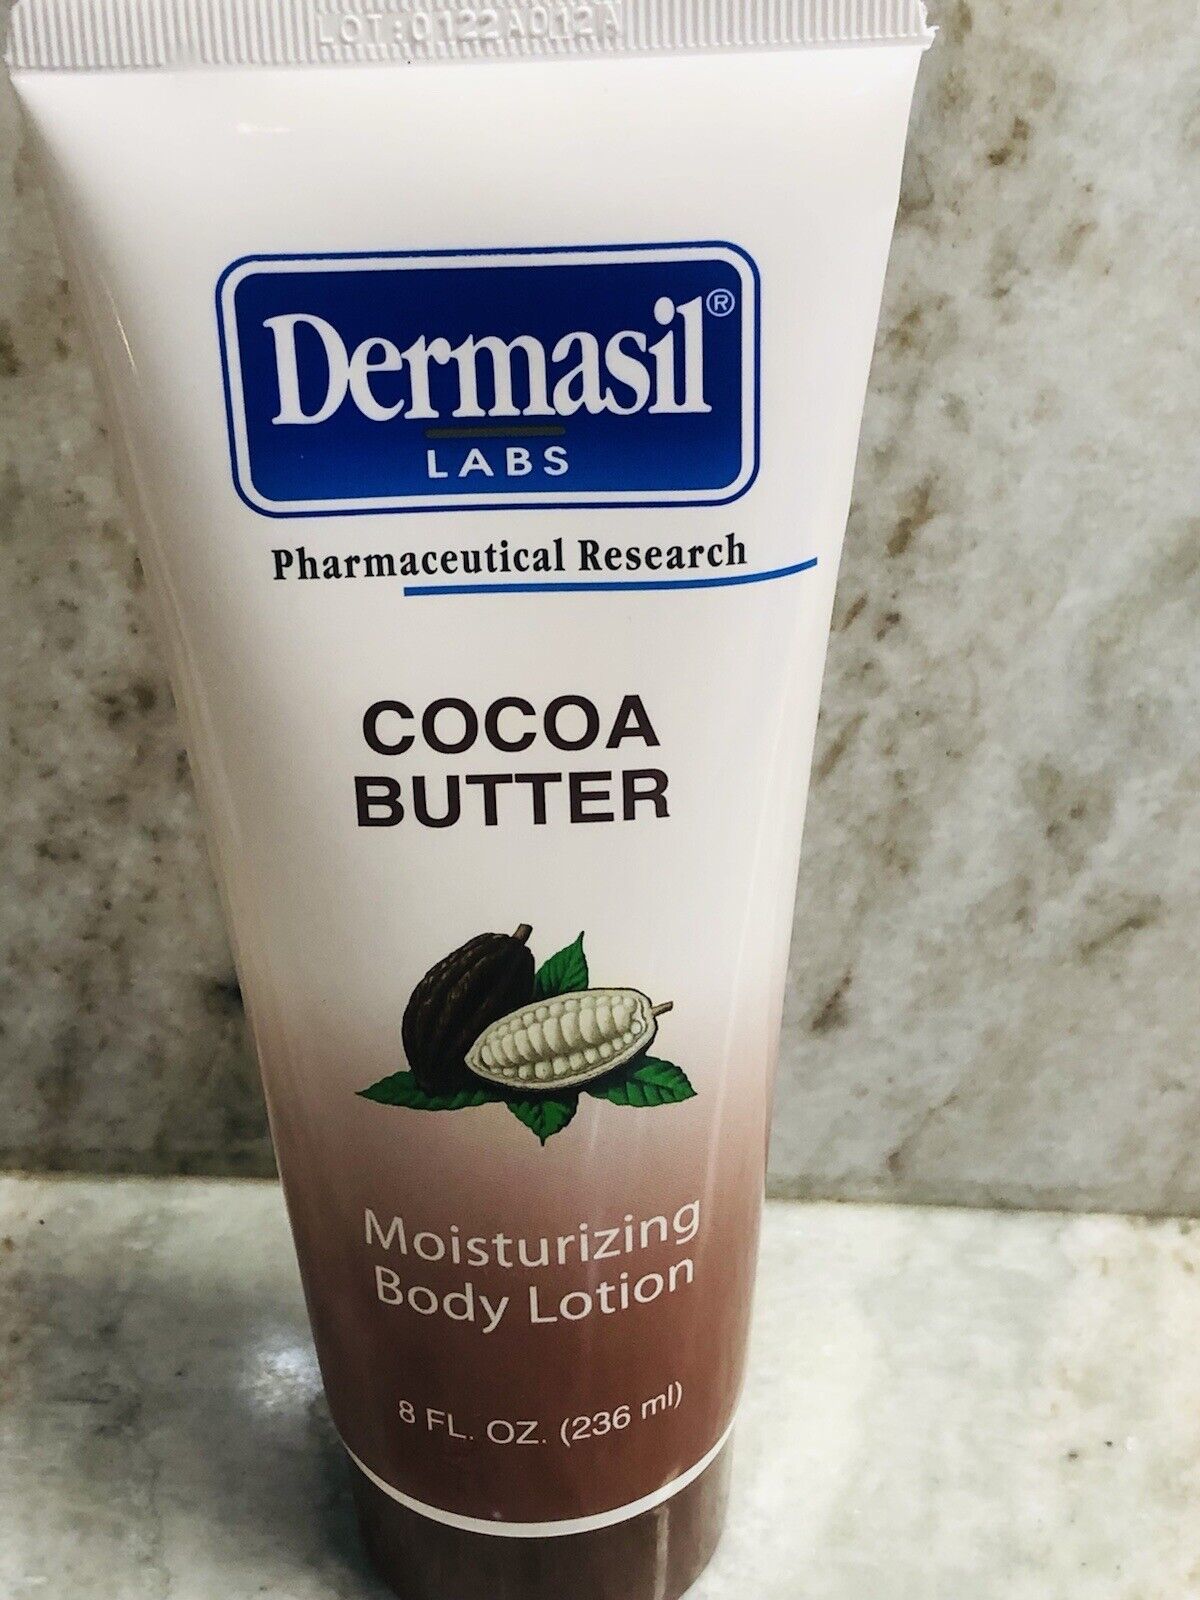 LOT:0122A012A
Dermasil®
LABS
Pharmaceutical Research
COCOA
BUTTER
Moisturizing
Body Lotion
8 FL. OZ. (236 ml)